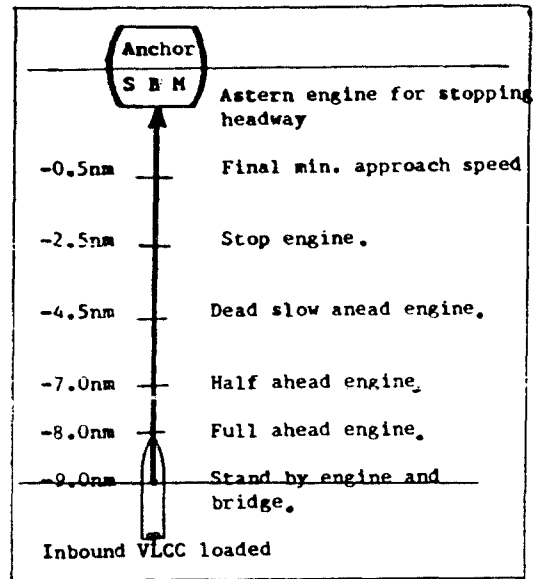 Anchor
S B M
Astern engine for stopping
headway
-0.5nm Final min. approach speed
-2.5nm Stop engine.
-4.5nm Dead slow anead engine.
-7.0nm Half ahead engine.
-8.0nm Full ahead engine.
-9.0nm Stand by engine and
bridge.
Inbound VLCC loaded